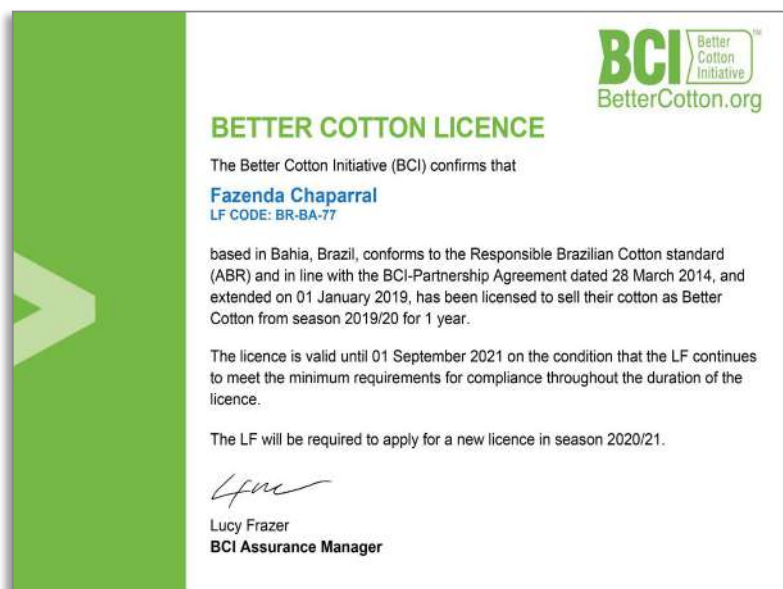 BCI
Better
Cotton
Initiative
TM
BetterCotton.org
BETTER COTTON LICENCE
The Better Cotton Initiative (BCI) confirms that
Fazenda Chaparral
LF CODE: BR-BA-77
based in Bahia, Brazil, conforms to the Responsible Brazilian Cotton standard
(ABR) and in line with the BCI-Partnership Agreement dated 28 March 2014, and
extended on 01 January 2019, has been licensed to sell their cotton as Better
Cotton from season 2019/20 for 1 year.
The licence is valid until 01 September 2021 on the condition that the LF continues
to meet the minimum requirements for compliance throughout the duration of the
licence.
The LF will be required to apply for a new licence in season 2020/21.
Lucy Frazer
BCI Assurance Manager